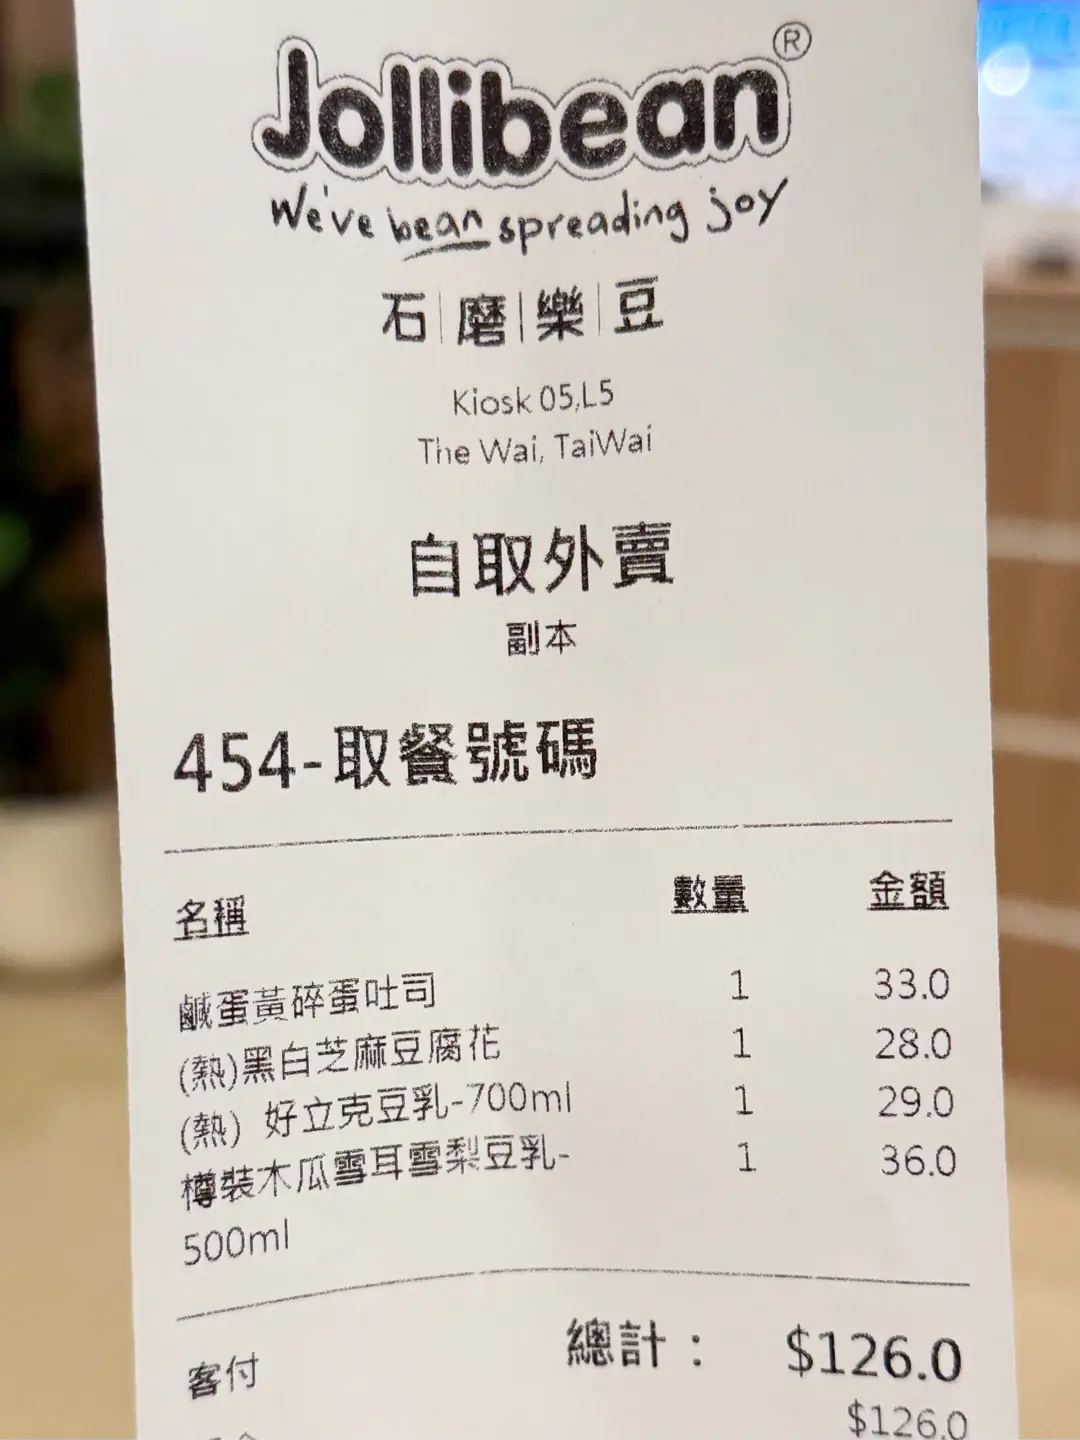 Jollibean®
We've bean spreading joy
石|磨|樂|豆
Kiosk 05,L5
The Wai, TaiWai
自取外賣
副本
454-取餐號碼
名稱 數量 金額
鹹蛋黃碎蛋吐司 1 33.0
(熱)黑白芝麻豆腐花 1 28.0
(熱) 好立克豆乳-700ml 1 29.0
樽裝木瓜雪耳雪梨豆乳- 1 36.0
500ml
總計： $126.0
客付 $126.0